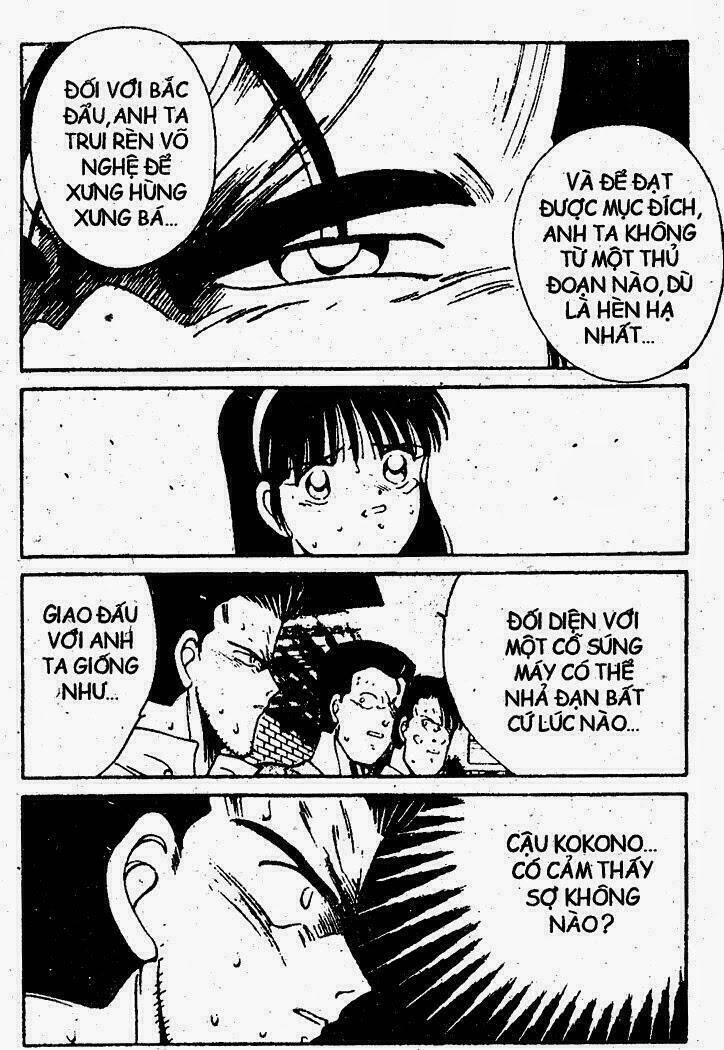 ĐỐI VỚI BẮC
ĐẨU, ANH TA
TRUI RÈN VÕ
NGHỆ ĐỂ
XƯNG HÙNG
XƯNG BÁ...
VÀ ĐỂ ĐẠT
ĐƯỢC MỤC ĐÍCH,
ANH TA KHÔNG
TỪ MỘT THỦ
ĐOẠN NÀO, DÙ
LÀ HÈN HẠ
NHẤT...
GIAO ĐẤU
VỚI ANH
TA GIỐNG
NHƯ...
ĐỐI DIỆN VỚI
MỘT CỖ SÚNG
MÁY CÓ THỂ
NHẢ ĐẠN BẤT
CỨ LÚC NÀO...
CẬU KOKONO...
CÓ CẢM THẤY
SỢ KHÔNG
NÀO?